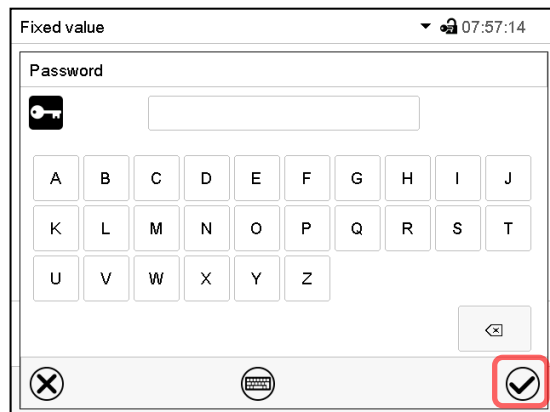 Fixed value 07:57:14
Password
A B C D E F G H I J
K L M N O P Q R S T
U V W X Y Z